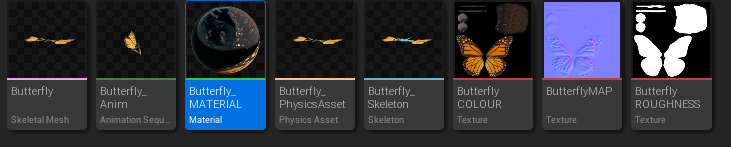 Butterfly
Skeletal Mesh
Butterfly_
Anim
Animation Sequ...
Butterfly_
MATERIAL
Material
Butterfly_
PhysicsAsset
Physics Asset
Butterfly_
Skeleton
Skeleton
Butterfly
COLOUR
Texture
ButterflyMAP
Texture
Butterfly
ROUGHNESS
Texture